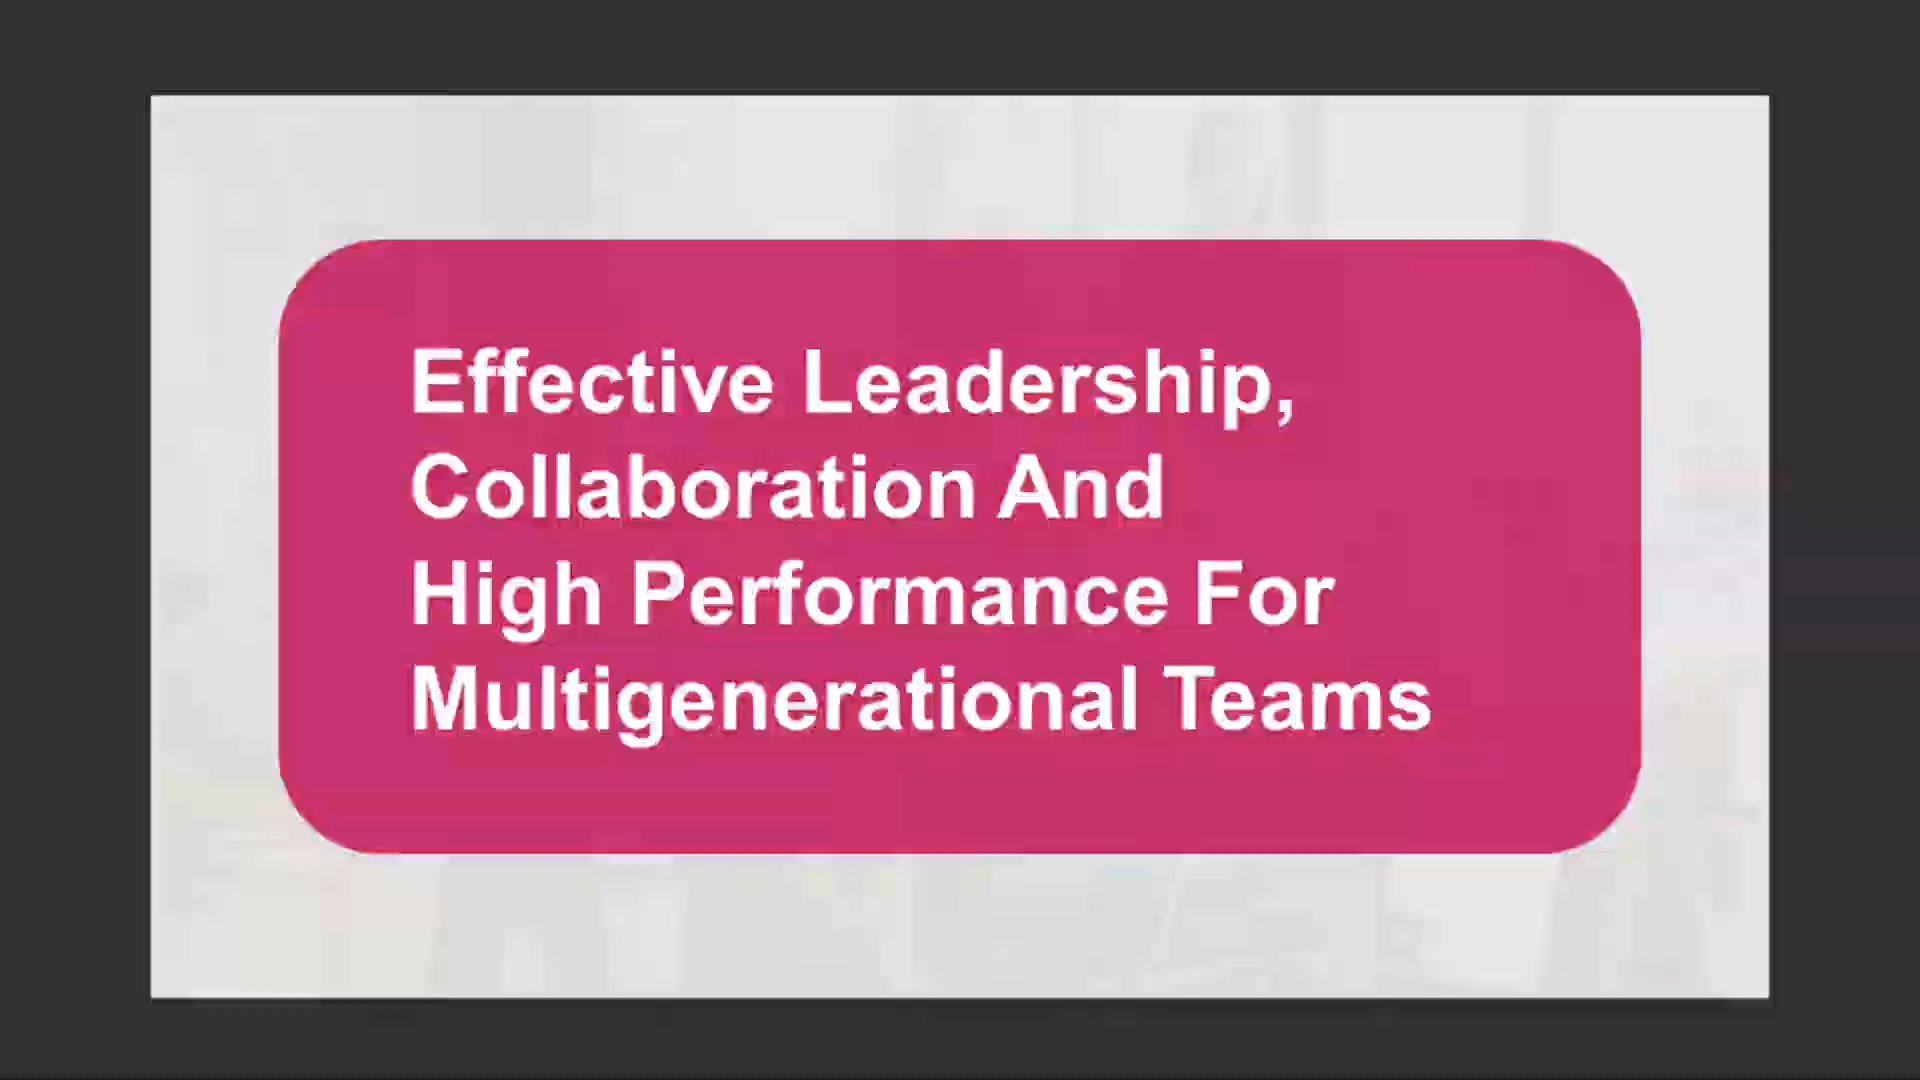 Effective Leadership,
Collaboration And
High Performance For
Multigenerational Teams